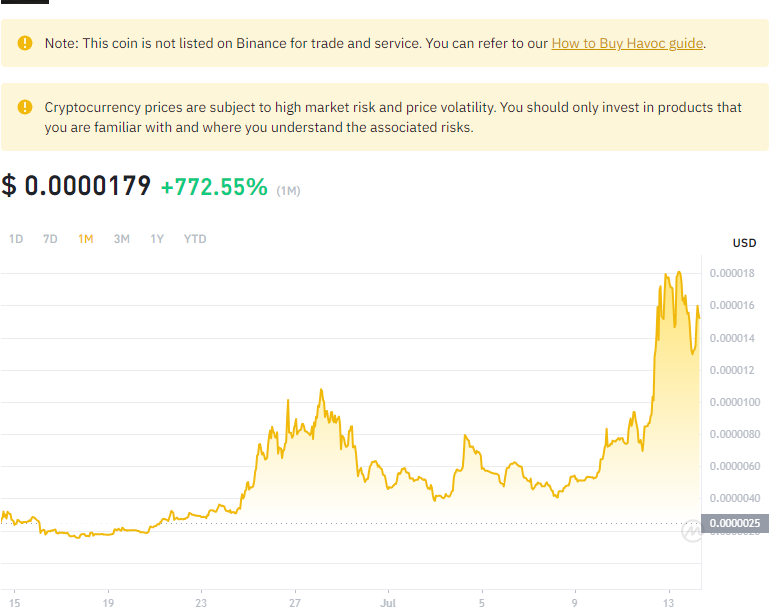 Note: This coin is not listed on Binance for trade and service. You can refer to our How to Buy Havoc guide.
Cryptocurrency prices are subject to high market risk and price volatility. You should only invest in products that
you are familiar with and where you understand the associated risks.
$ 0.0000179 +772.55% (1M)
1D 7D 1M 3M 1Y YTD
USD
0.000018
0.000016
0.000014
0.000012
0.0000100
0.0000080
0.0000060
0.0000040
0.0000025
15 19 23 27 Jul 5 9 13